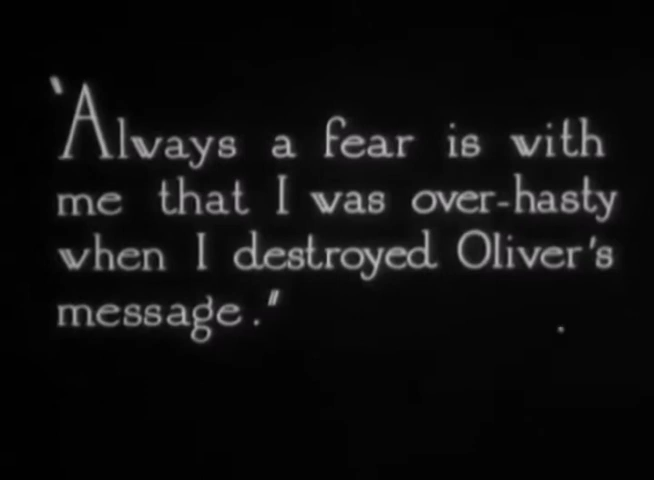 "Always a fear is with
me that I was over-hasty
when I destroyed Oliver's
message."